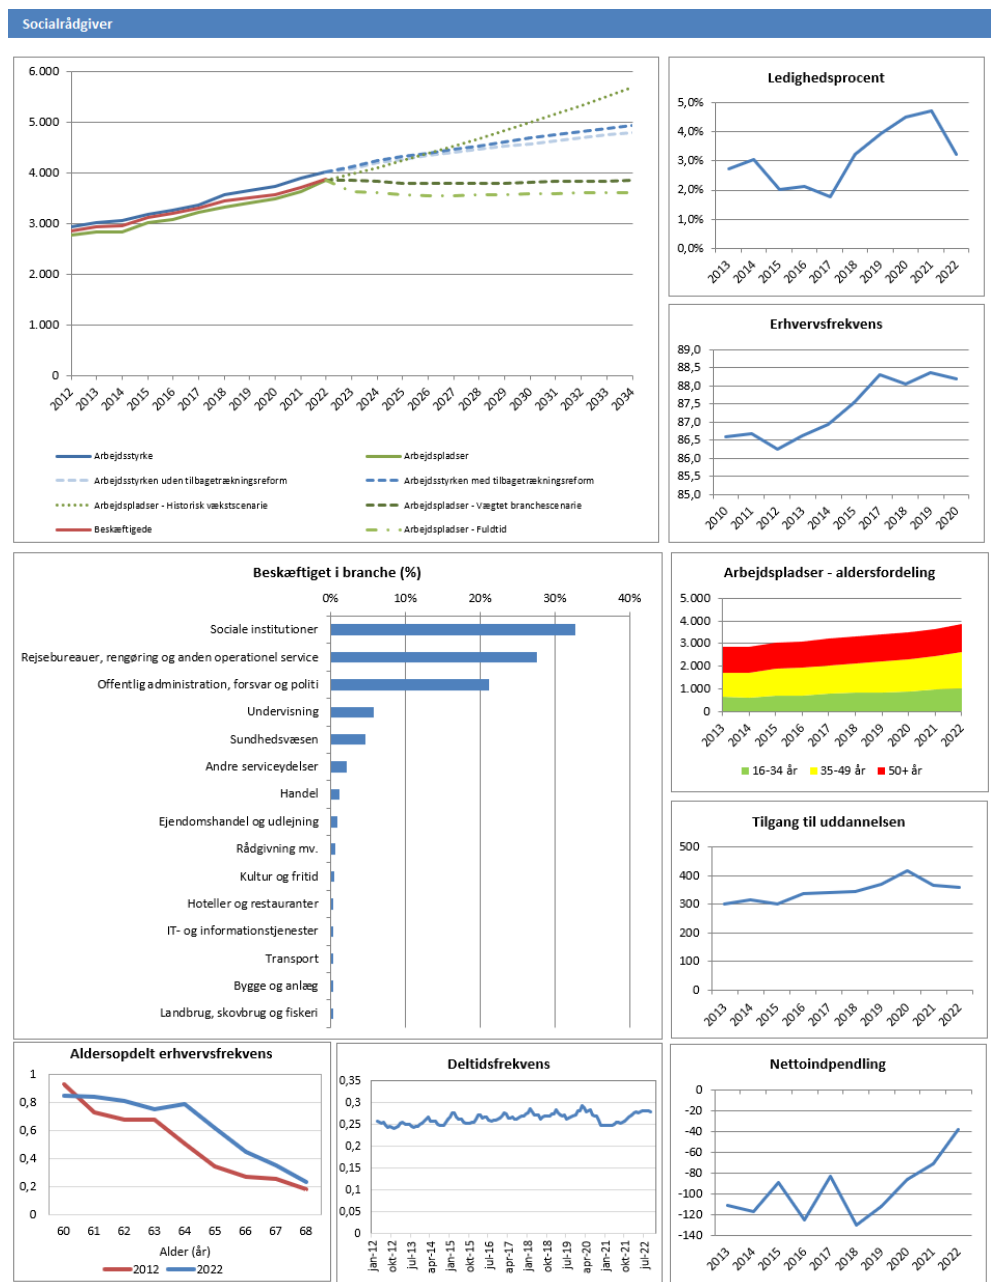 Socialrådgiver
6.000
5.000
4.000
3.000
2.000
1.000
0
2012 2013 2014 2015 2016 2017 2018 2019 2020 2021 2022 2023 2024 2025 2026 2027 2028 2029 2030 2031 2032 2033 2034
Arbejdsstyrke Arbejdspladser
Arbejdsstyrken uden tilbagetrækningsreform Arbejdsstyrken med tilbagetrækningsreform
Arbejdspladser - Historisk vækstscenarie Arbejdspladser - Vægtet branchescenarie
Beskæftigede Arbejdspladser - Fuldtid
Ledighedsprocent
5,0%
4,0%
3,0%
2,0%
1,0%
0,0%
2013 2014 2015 2016 2017 2018 2019 2020 2021 2022
Erhvervsfrekvens
89,0
88,5
88,0
87,5
87,0
86,5
86,0
85,5
85,0
2010 2011 2012 2013 2014 2015 2017 2018 2019 2020
Beskæftiget i branche (%)
0% 10% 20% 30% 40%
Sociale institutioner
Rejsebureauer, rengøring og anden operationel service
Offentlig administration, forsvar og politi
Undervisning
Sundhedsvæsen
Andre serviceydelser
Handel
Ejendomshandel og udlejning
Rådgivning mv.
Kultur og fritid
Hoteller og restauranter
IT- og informationstjenester
Transport
Bygge og anlæg
Landbrug, skovbrug og fiskeri
Arbejdspladser - aldersfordeling
5.000
4.000
3.000
2.000
1.000
0
2013 2014 2015 2016 2017 2018 2019 2020 2021 2022
16-34 år 35-49 år 50+ år
Tilgang til uddannelsen
500
400
300
200
100
0
2013 2014 2015 2016 2017 2018 2019 2020 2021 2022
Aldersopdelt erhvervsfrekvens
1
0,8
0,6
0,4
0,2
0
60 61 62 63 64 65 66 67 68
Alder (år)
2012 2022
Deltidsfrekvens
0,35
0,3
0,25
0,2
0,15
0,1
0,05
0
jan-12 okt-12 jul-13 apr-14 jan-15 okt-15 jul-16 apr-17 jan-18 okt-18 jul-19 apr-20 jan-21 okt-21 jul-22
Nettoindpendling
0
-20
-40
-60
-80
-100
-120
-140
2013 2014 2015 2016 2017 2018 2019 2020 2021 2022